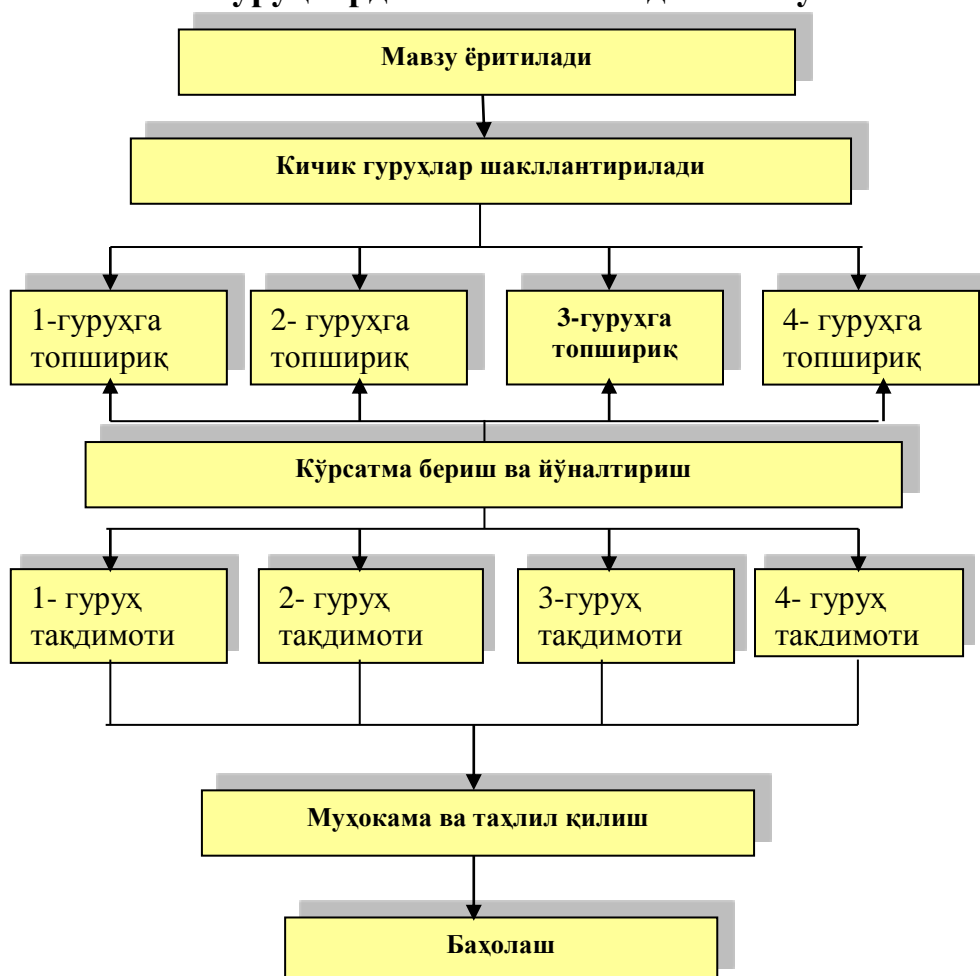 Мавзу ёритилади
Кичик гуруҳлар шакллантирилади
1-гуруҳга
топшириқ
2- гуруҳга
топшириқ
3-гуруҳга
топшириқ
4- гуруҳга
топшириқ
Кўрсатма бериш ва йўналтириш
1- гуруҳ
тақдимоти
2- гуруҳ
тақдимоти
3-гуруҳ
тақдимоти
4- гуруҳ
тақдимоти
Муҳокама ва таҳлил қилиш
Баҳолаш